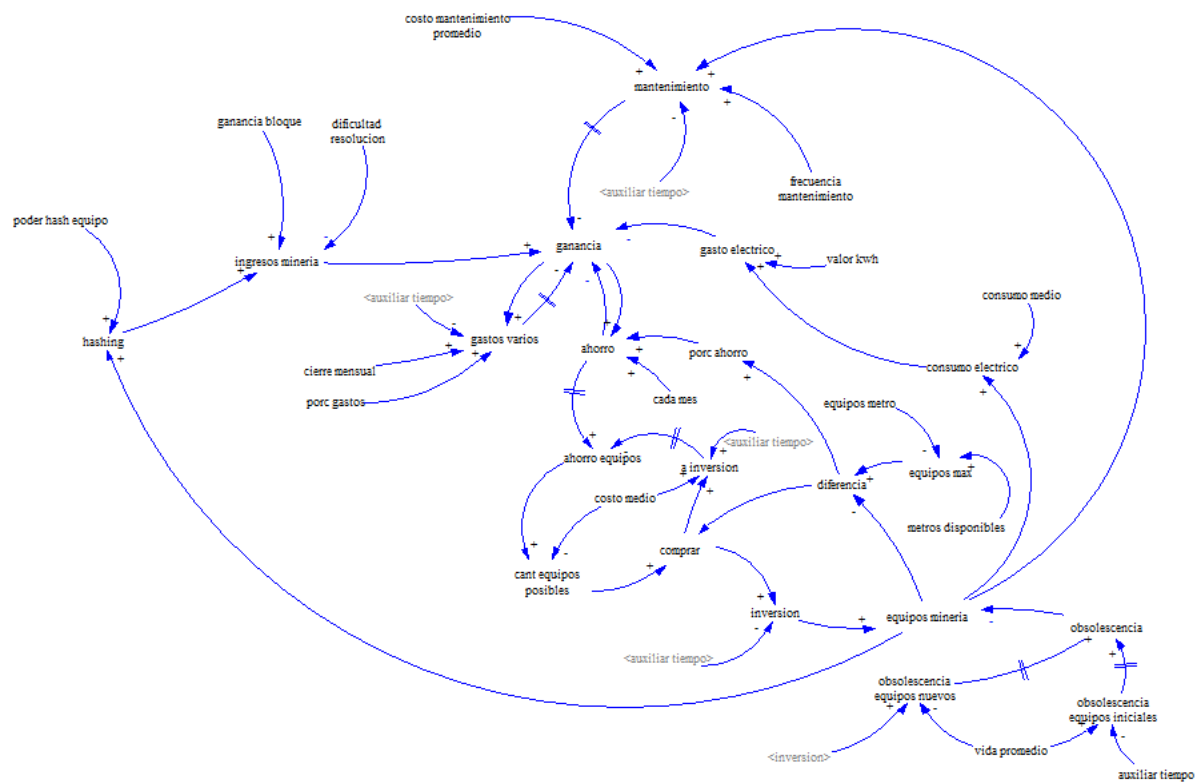 costo mantenimiento
promedio
mantenimiento
ganancia bloque
dificultad
resolucion
<auxiliar tiempo>
frecuencia
mantenimiento
poder hash equipo
ingresos mineria
ganancia
gasto electrico
valor kwh
<auxiliar tiempo>
consumo medio
hashing
gastos varios
ahorro
porc ahorro
cierre mensual
consumo electrico
porc gastos
cada mes
equipos metro
<auxiliar tiempo>
ahorro equipos
a inversion
equipos max
diferencia
costo medio
metros disponibles
comprar
cant equipos
posibles
inversion
equipos mineria
obsolescencia
<auxiliar tiempo>
obsolescencia
equipos nuevos
obsolescencia
equipos iniciales
<inversion>
vida promedio
auxiliar tiempo